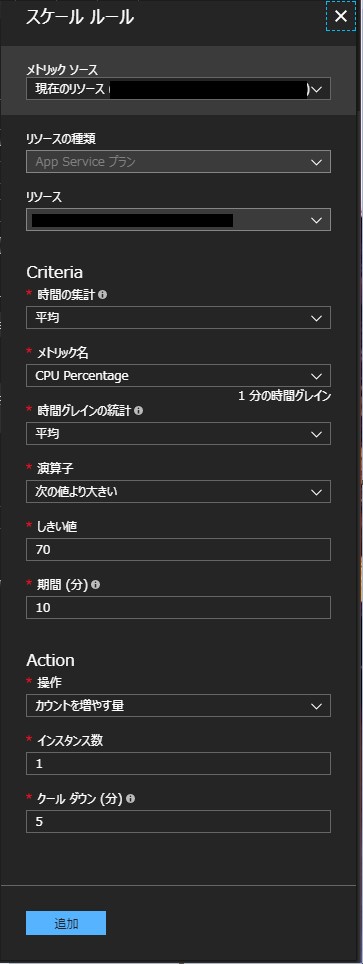 スケール ルール
メトリック ソース
現在のリソース ( )
リソースの種類
App Service プラン
リソース
Criteria
* 時間の集計
平均
* メトリック名
CPU Percentage
1 分の時間グレイン
* 時間グレインの統計
平均
* 演算子
次の値より大きい
* しきい値
70
* 期間 (分)
10
Action
* 操作
カウントを増やす量
* インスタンス数
1
* クール ダウン (分)
5
追加